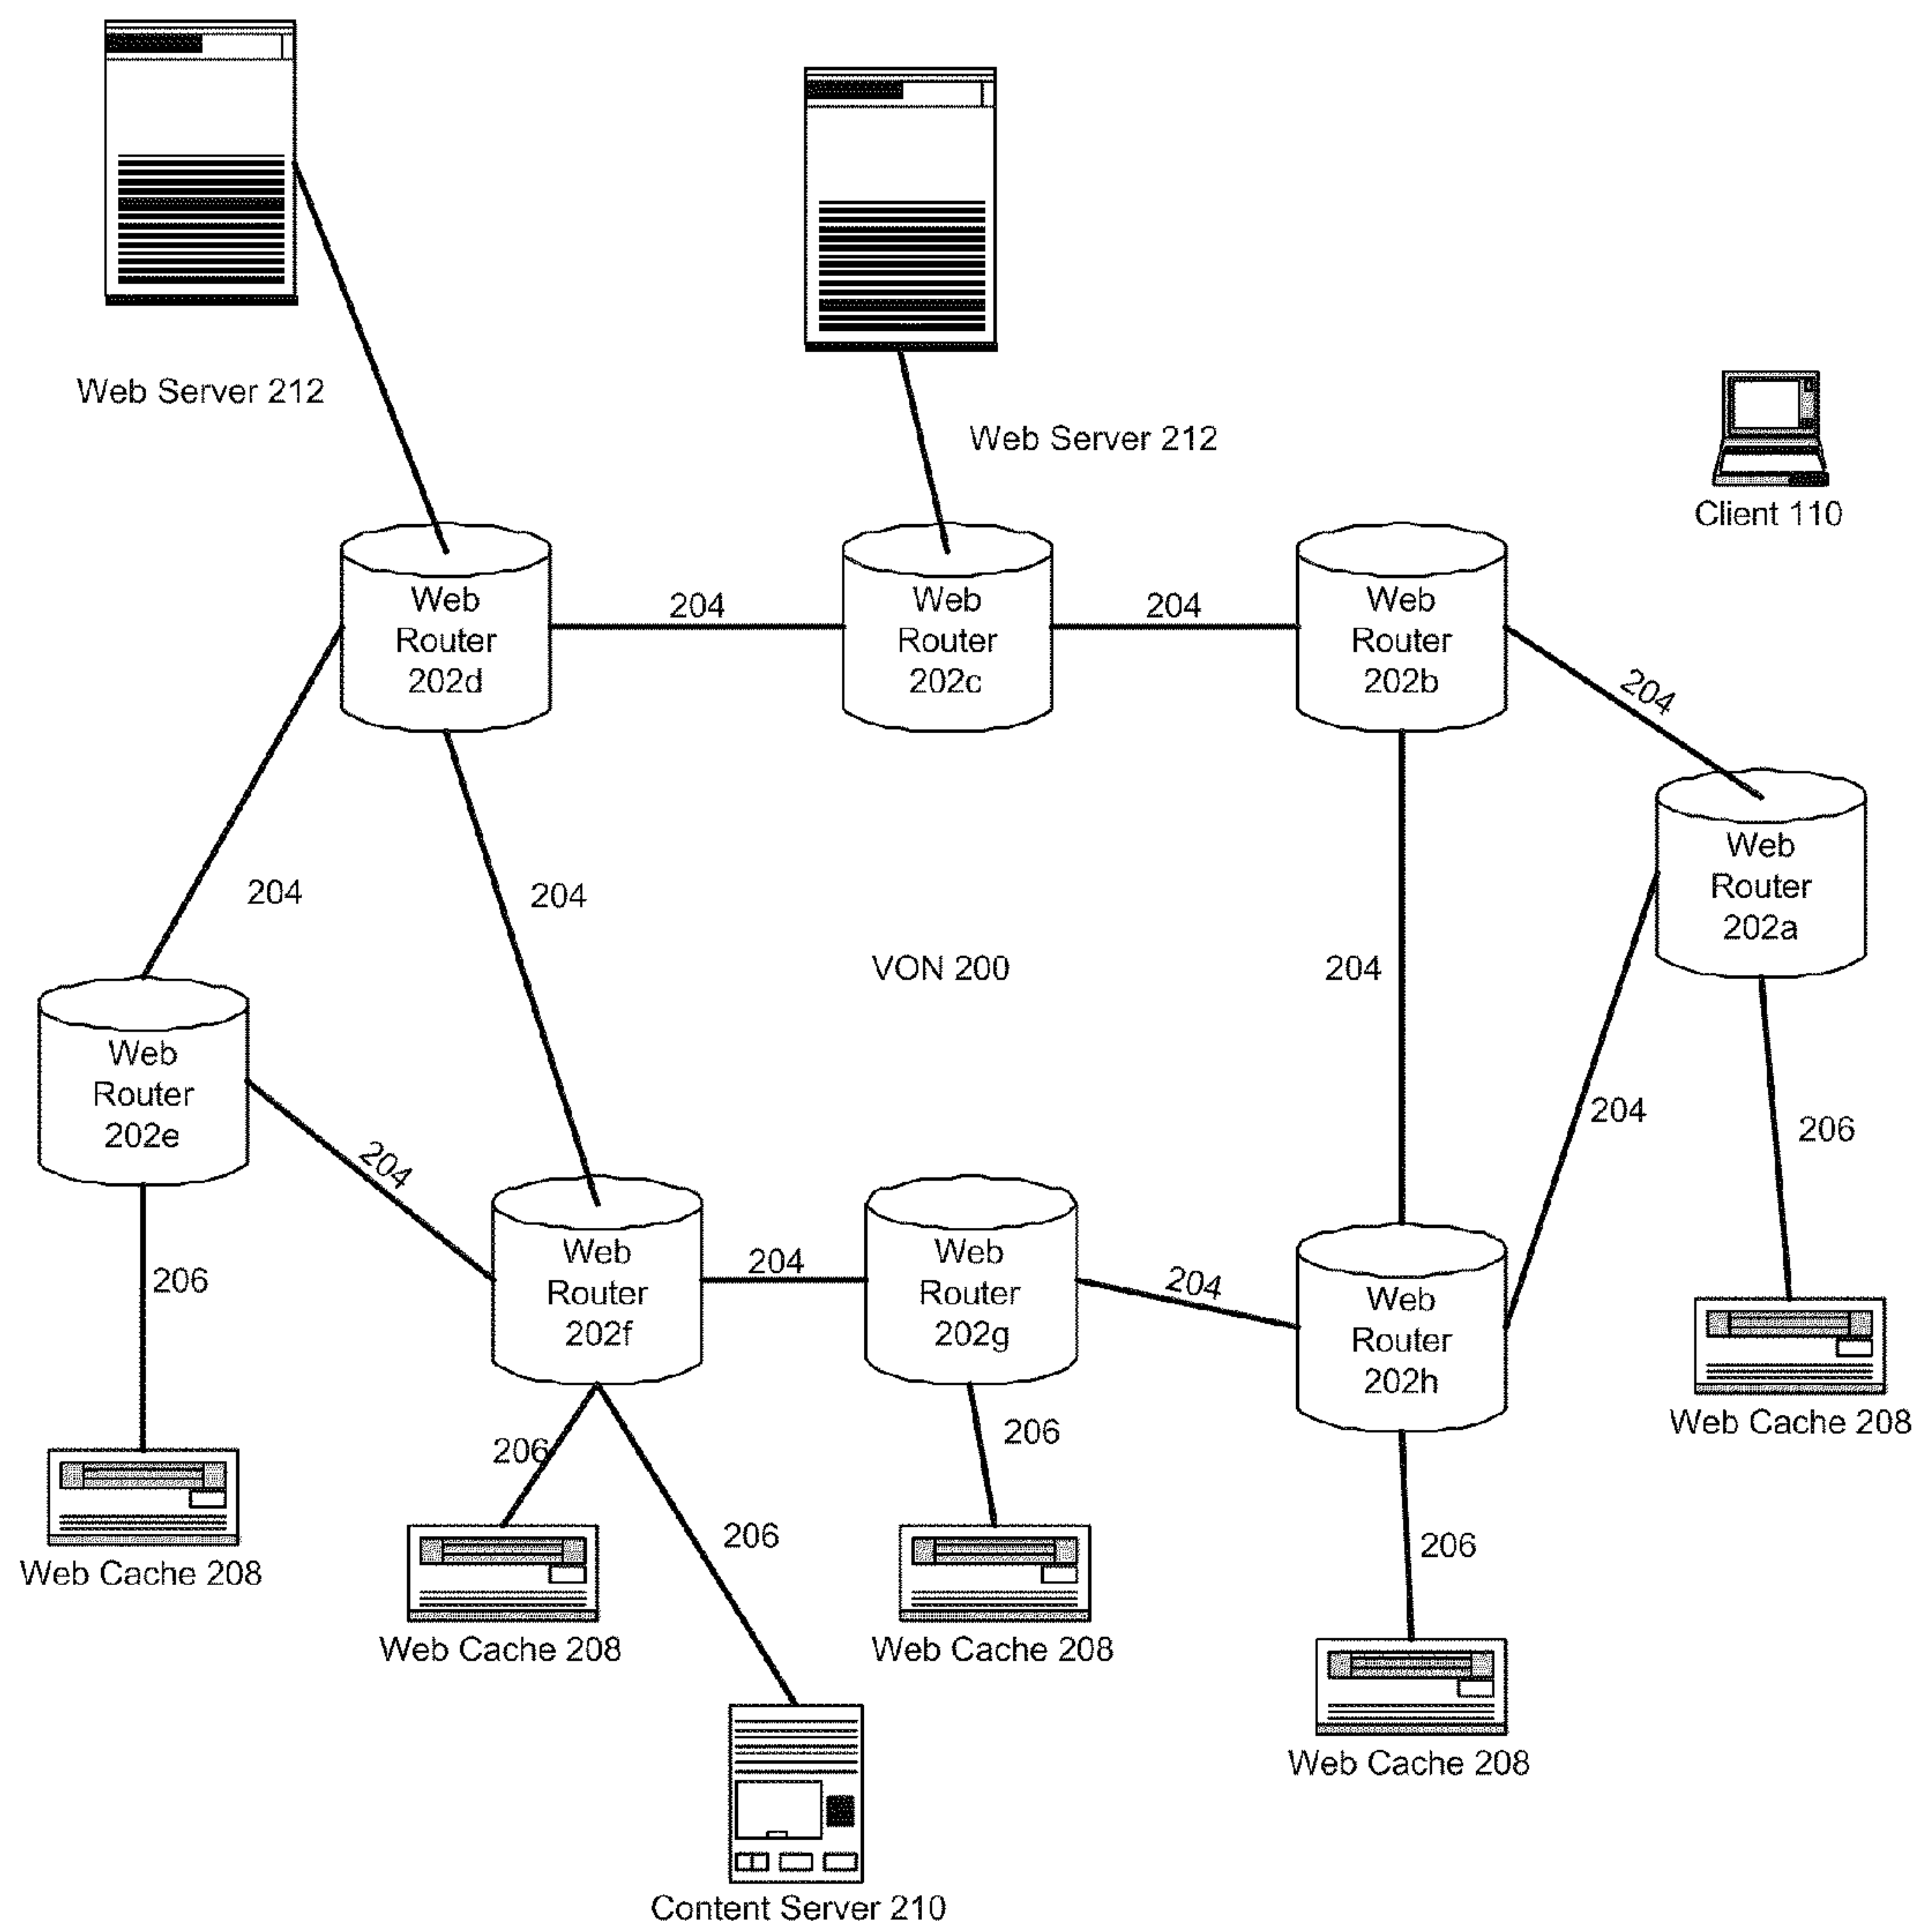 Web Server 212
Web Server 212
Client 110
Web
Router
202d
204
Web
Router
202c
204
Web
Router
202b
204
Web
Router
202a
204
204
VON 200
204
204
206
Web
Router
202e
204
206
Web
Router
202f
204
Web
Router
202g
204
Web
Router
202h
Web Cache 208
206
206
206
206
Web Cache 208
Web Cache 208
Web Cache 208
Web Cache 208
Content Server 210